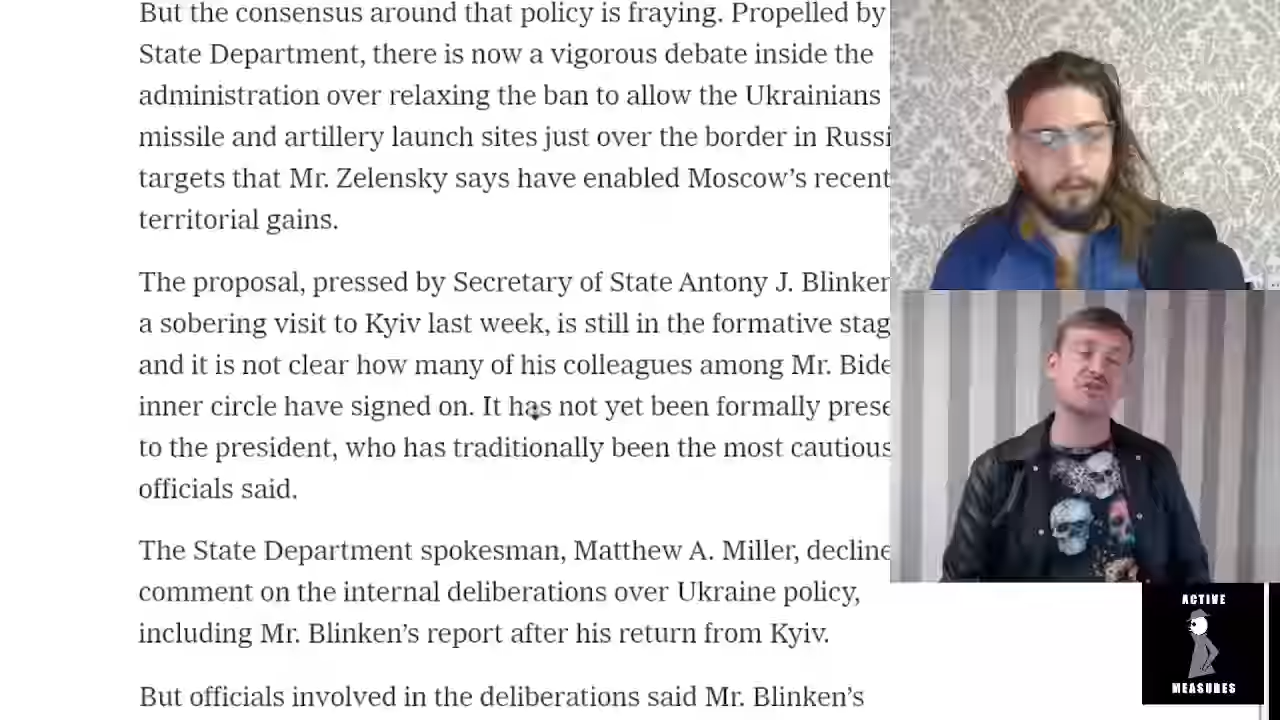 But the consensus around that policy is fraying. Propelled by
State Department, there is now a vigorous debate inside the
administration over relaxing the ban to allow the Ukrainians
missile and artillery launch sites just over the border in Russi
targets that Mr. Zelensky says have enabled Moscow’s recent
territorial gains.
The proposal, pressed by Secretary of State Antony J. Blinken
a sobering visit to Kyiv last week, is still in the formative stag
and it is not clear how many of his colleagues among Mr. Bide
inner circle have signed on. It has not yet been formally prese
to the president, who has traditionally been the most cautious
officials said.
The State Department spokesman, Matthew A. Miller, decline
comment on the internal deliberations over Ukraine policy,
including Mr. Blinken’s report after his return from Kyiv.
But officials involved in the deliberations said Mr. Blinken’s
ACTIVE
MEASURES